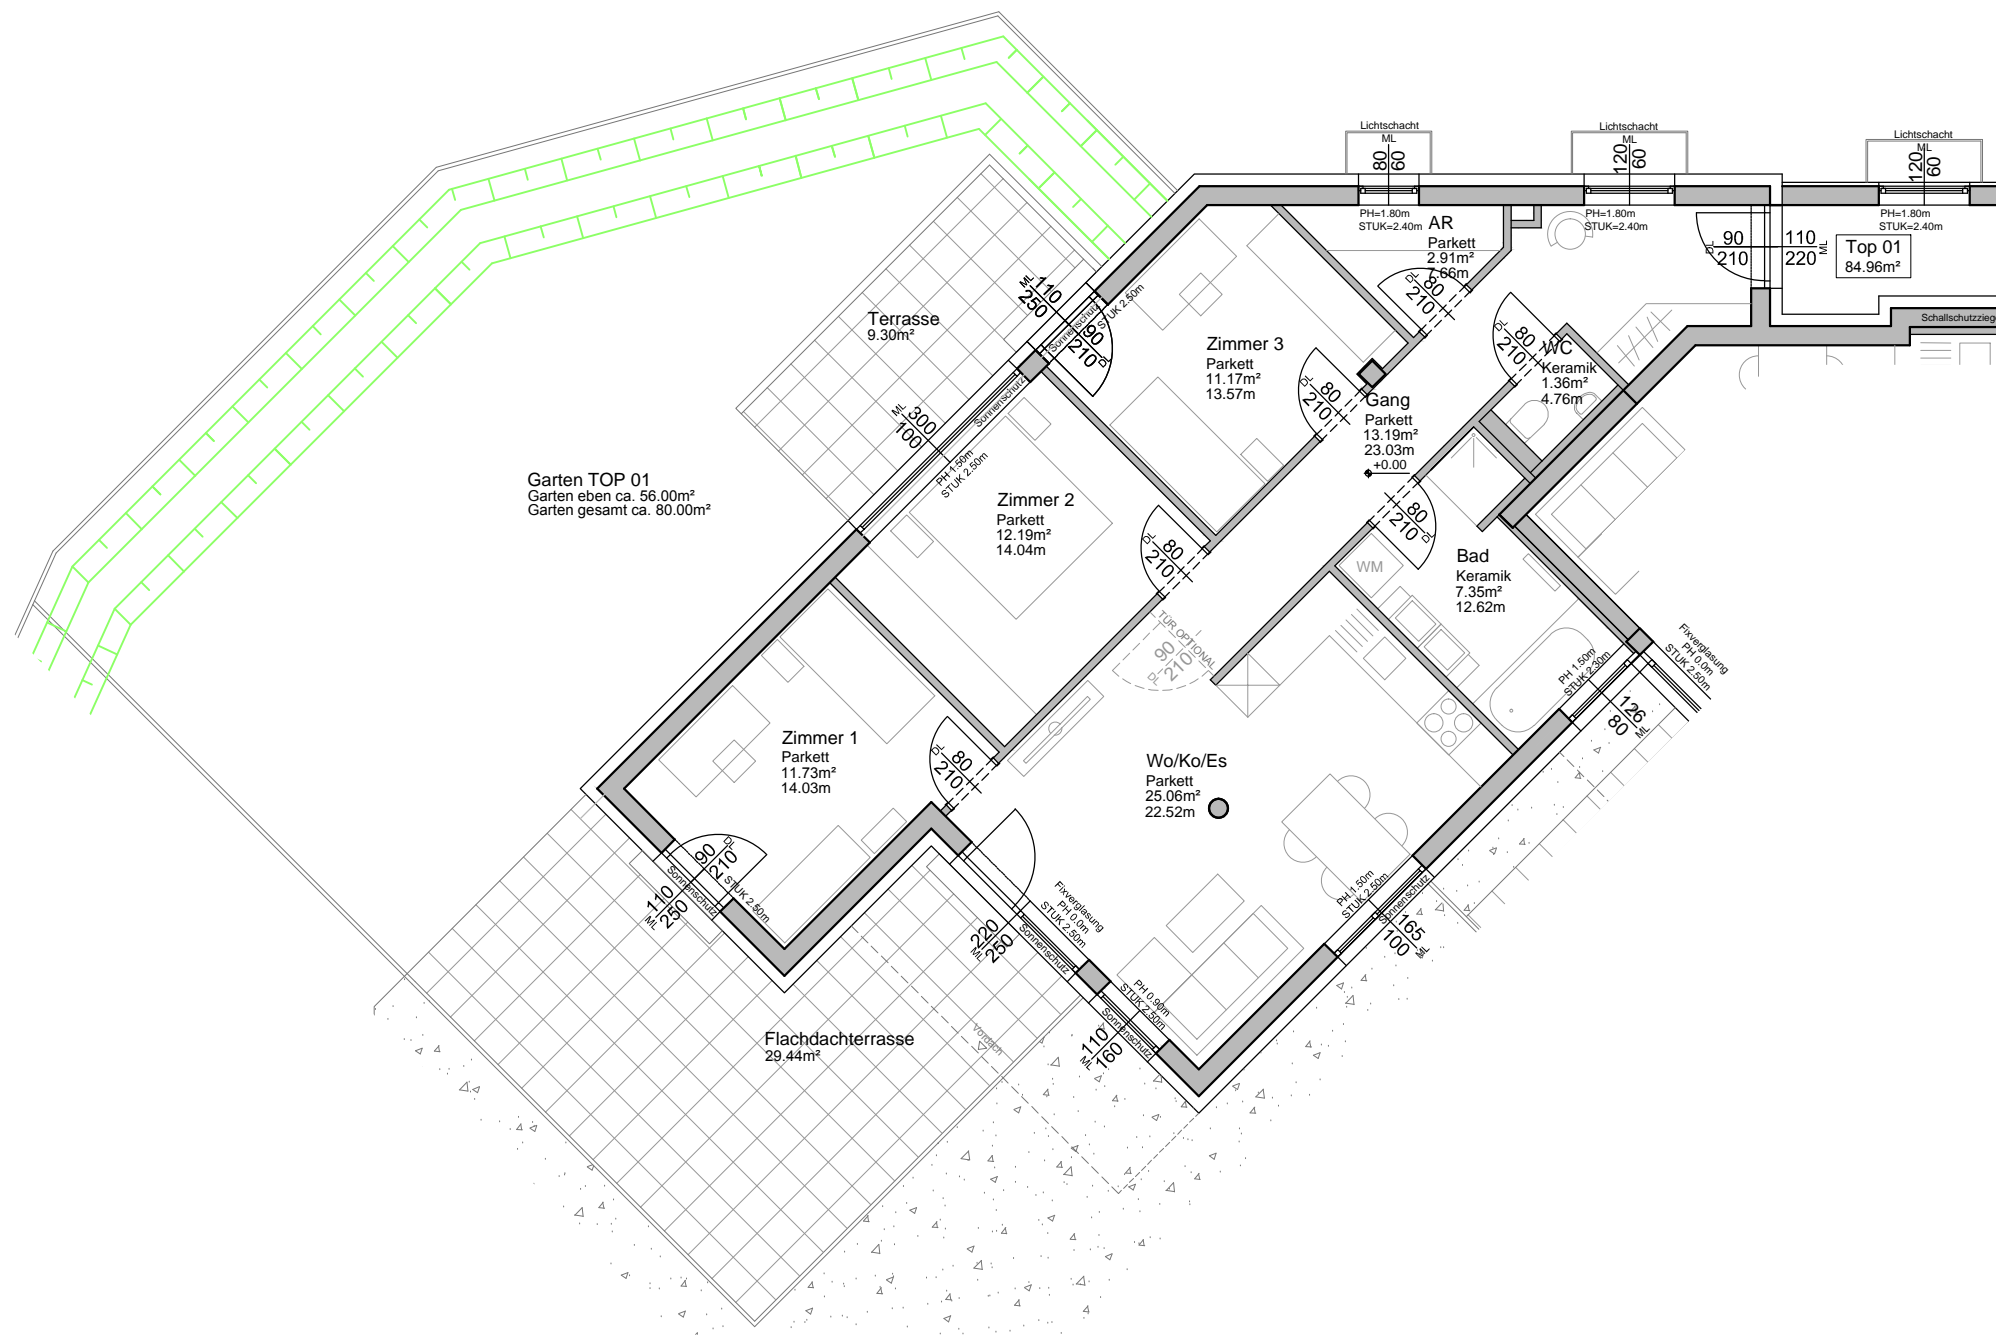 Lichtschacht
ML
80
60
PH=1.80m
STUK=2.40m
Lichtschacht
ML
120
60
PH=1.80m
STUK=2.40m
Lichtschacht
ML
120
60
PH=1.80m
STUK=2.40m
AR
Parkett
2.91m²
7.66m
DL
80
210
DL
90
210
110
220
ML
Top 01
84.96m²
Schallschutzziege
ML
110
250
Sonnenschutz
STUK 2.50m
90
210
DL
Terrasse
9.30m²
Zimmer 3
Parkett
11.17m²
13.57m
DL
80
210
DL
80
210
WC
Keramik
1.36m²
4.76m
Gang
Parkett
13.19m²
23.03m
+0.00
ML
300
100
Sonnenschutz
PH 1.50m
STUK 2.50m
Garten TOP 01
Garten eben ca. 56.00m²
Garten gesamt ca. 80.00m²
Zimmer 2
Parkett
12.19m²
14.04m
DL
80
210
80
210
DL
WM
Bad
Keramik
7.35m²
12.62m
TÜR OPTIONAL
90
210
DL
Fixverglasung
PH 0.0m
STUK 2.50m
PH 1.50m
STUK 2.30m
126
80
ML
Zimmer 1
Parkett
11.73m²
14.03m
DL
80
210
Wo/Ko/Es
Parkett
25.06m²
22.52m
90
210
DL
STUK 2.50m
Sonnenschutz
110
250
ML
Fixverglasung
PH 0.0m
STUK 2.50m
Sonnenschutz
220
250
ML
PH 1.50m
STUK 2.50m
Sonnenschutz
165
100
ML
PH 0.90m
STUK 2.50m
Sonnenschutz
110
160
ML
Vordach
Flachdachterrasse
29.44m²